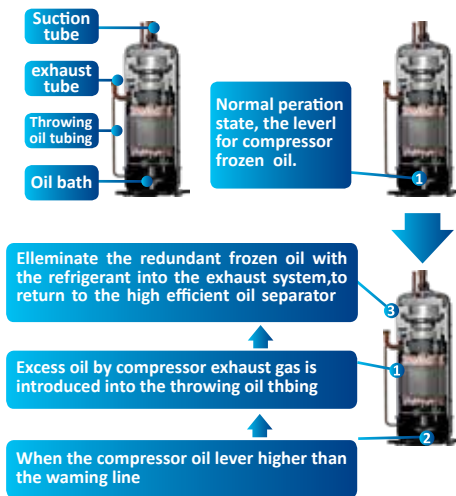 Suction
tube
exhaust
tube
Throwing
oil tubing
Oil bath
Normal peration
state, the leverl
for compressor
frozen oil.
1
Elleminate the redundant frozen oil with
the refrigerant into the exhaust system,to
return to the high efficient oil separator
3
Excess oil by compressor exhaust gas is
introduced into the throwing oil thbing
1
When the compressor oil lever higher than
the waming line
2